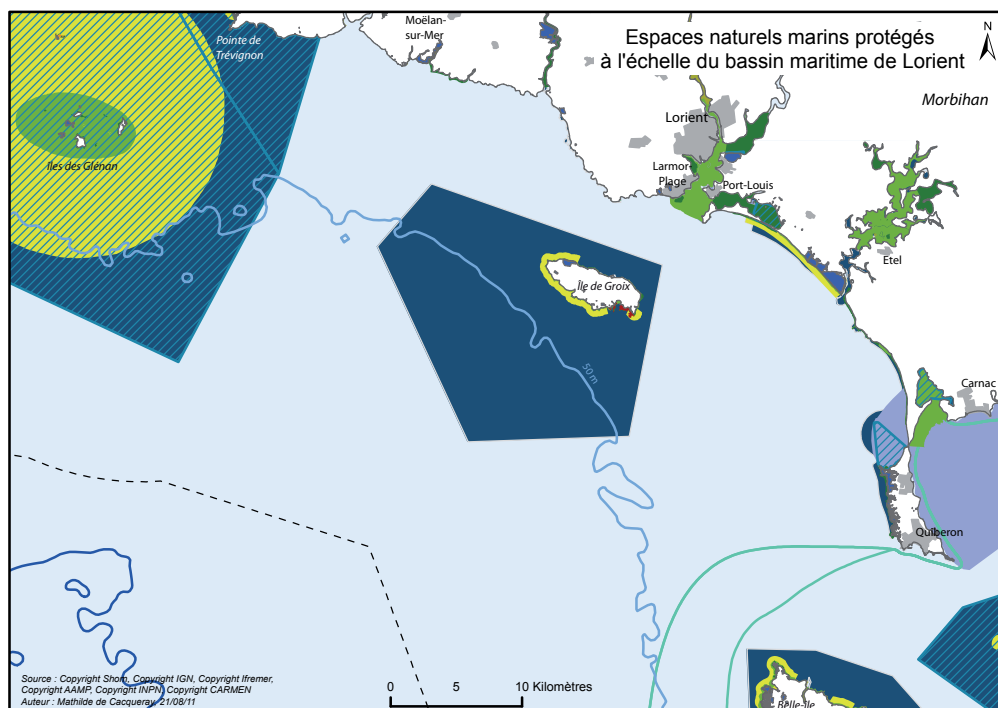 Espaces naturels marins protégés
à l'échelle du bassin maritime de Lorient
N
Moëlan-
sur-Mer
Pointe de
Trévignon
Morbihan
Lorient
Iles des Glénan
Larmor-
Plage
Port-Louis
Etel
Île de Groix
50 m
Carnac
Quiberon
Belle-Ile
Source : Copyright Shom, Copyright IGN, Copyright Ifremer,
Copyright AAMP, Copyright INPN, Copyright CARMEN
Auteur : Mathilde de Cacqueray, 21/08/11
0 5 10 Kilomètres